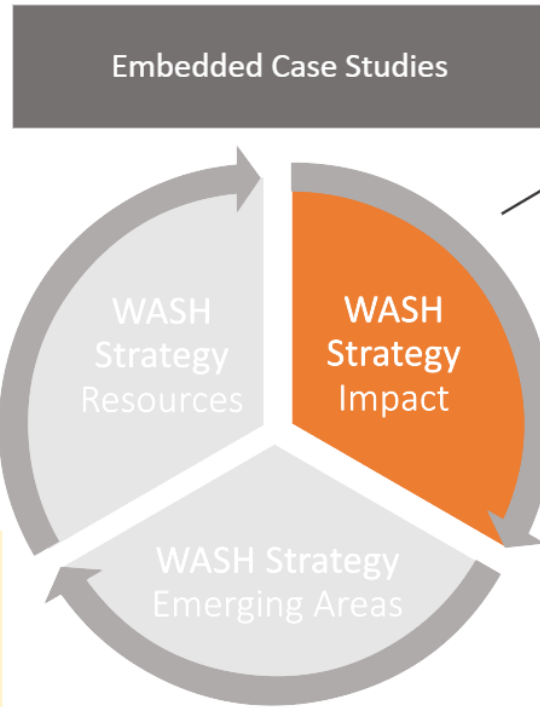 Embedded Case Studies
WASH
Strategy
Resources
WASH
Strategy
Impact
WASH Strategy
Emerging Areas